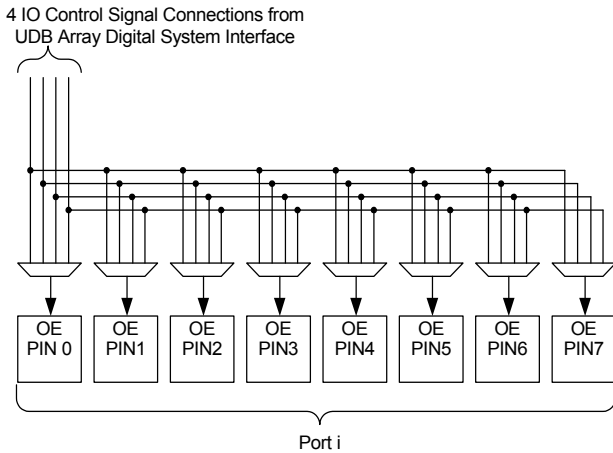 4 IO Control Signal Connections from
UDB Array Digital System Interface
OE
PIN 0
OE
PIN1
OE
PIN2
OE
PIN3
OE
PIN4
OE
PIN5
OE
PIN6
OE
PIN7
Port i